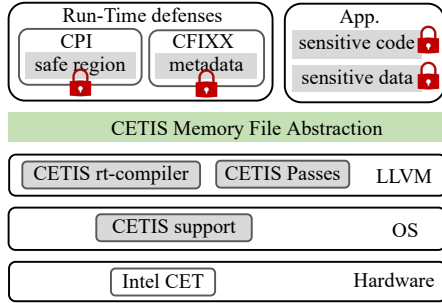 Run-Time defenses
CPI
safe region
CFIXX
metadata
App.
sensitive code
sensitive data
CETIS Memory File Abstraction
CETIS rt-compiler CETIS Passes LLVM
CETIS support OS
Intel CET Hardware